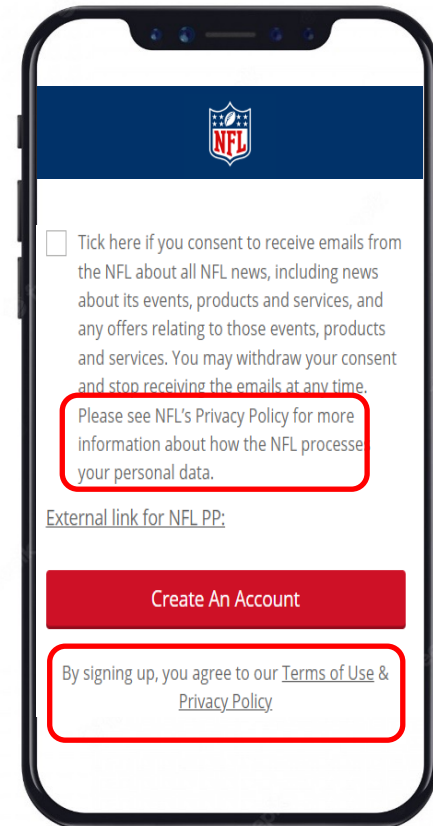 NFL
Tick here if you consent to receive emails from
the NFL about all NFL news, including news
about its events, products and services, and
any offers relating to those events, products
and services. You may withdraw your consent
and stop receiving the emails at any time.
Please see NFL's Privacy Policy for more
information about how the NFL processes
your personal data.
External link for NFL PP:
Create An Account
By signing up, you agree to our Terms of Use &
Privacy Policy